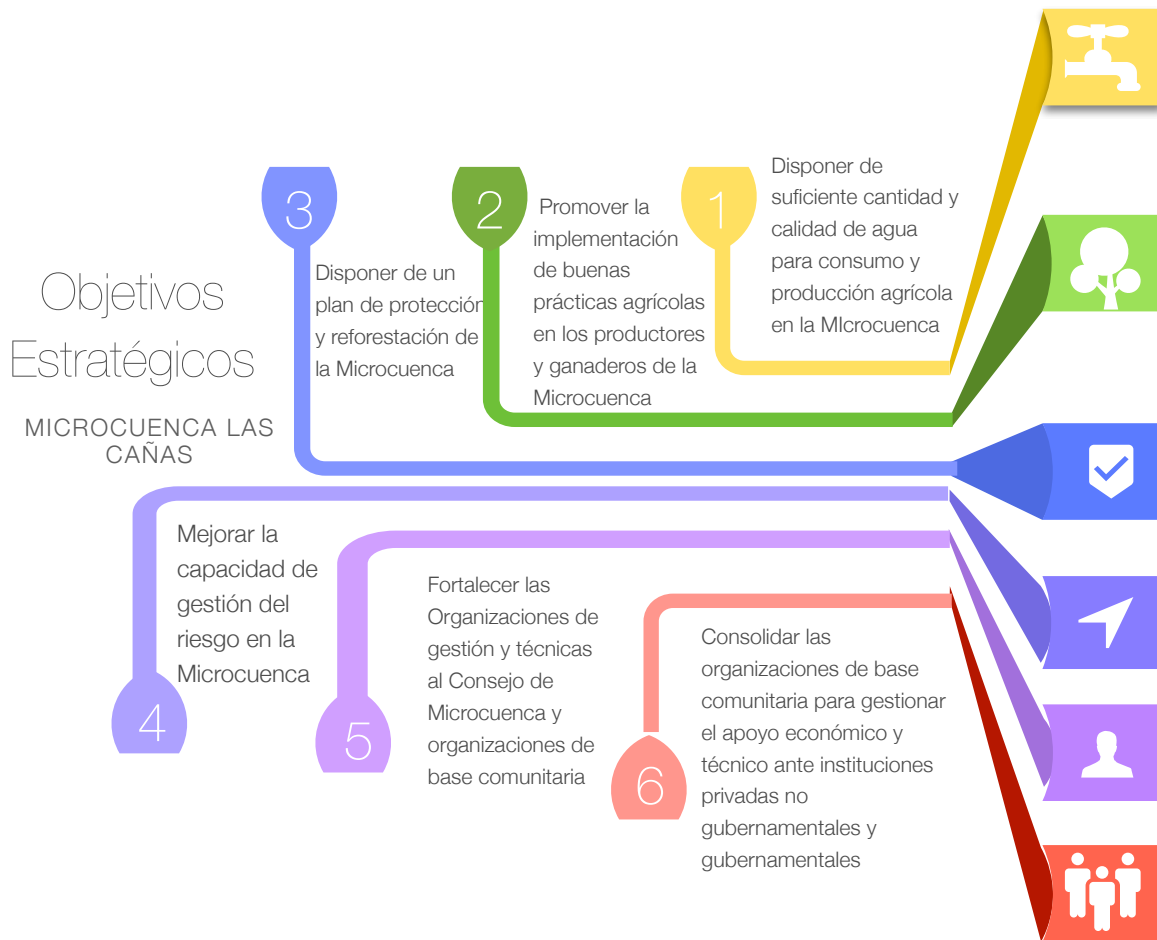 Objetivos
Estratégicos
MICROCUENCA LAS
CAÑAS
1
Disponer de
suficiente cantidad y
calidad de agua
para consumo y
producción agrícola
en la MIcrocuenca
2
Promover la
implementación
de buenas
prácticas agrícolas
en los productores
y ganaderos de la
Microcuenca
3
Disponer de un
plan de protección
y reforestación de
la Microcuenca
4
Mejorar la
capacidad de
gestión del
riesgo en la
Microcuenca
5
Fortalecer las
Organizaciones de
gestión y técnicas
al Consejo de
Microcuenca y
organizaciones de
base comunitaria
6
Consolidar las
organizaciones de base
comunitaria para gestionar
el apoyo económico y
técnico ante instituciones
privadas no
gubernamentales y
gubernamentales